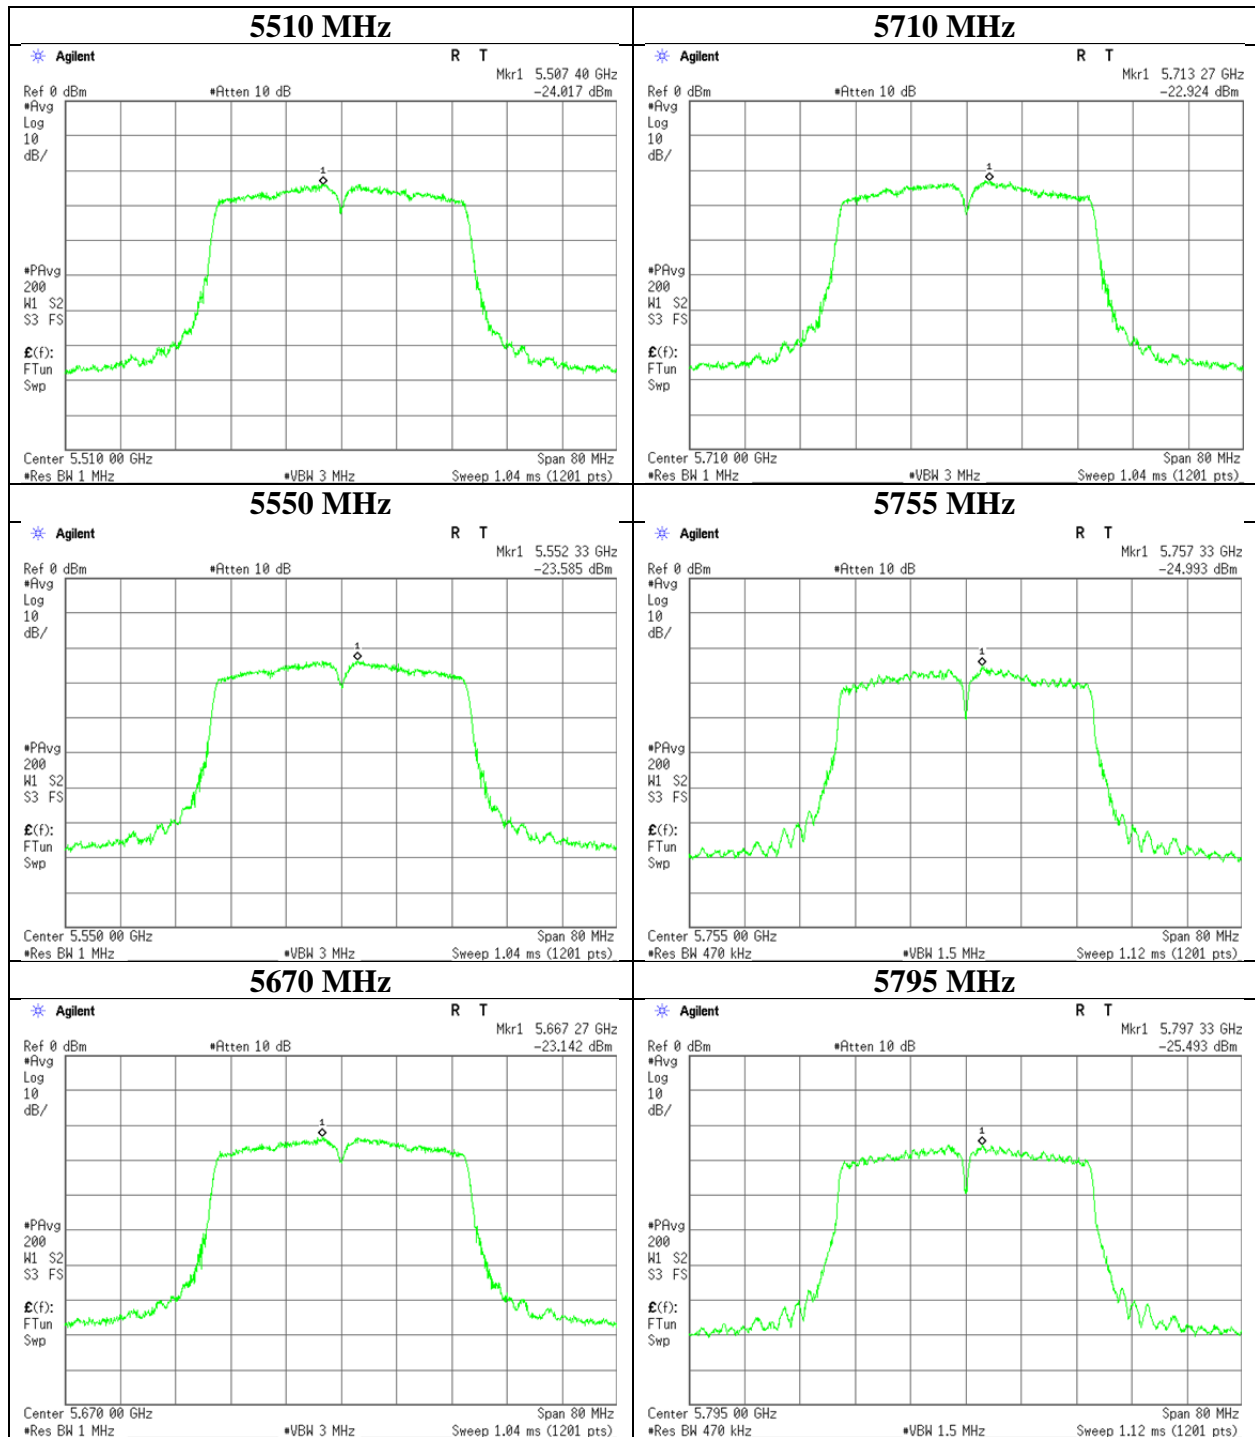 5510 MHz
Agilent R T
Mkr1 5.507 40 GHz
Ref 0 dBm #Atten 10 dB -24.017 dBm
#Avg
Log
10
dB/
1
#PAvg
200
W1 S2
S3 FS
£(f):
FTun
Swp
Center 5.510 00 GHz Span 80 MHz
#Res BW 1 MHz #VBW 3 MHz Sweep 1.04 ms (1201 pts)
5710 MHz
Agilent R T
Mkr1 5.713 27 GHz
Ref 0 dBm #Atten 10 dB -22.924 dBm
#Avg
Log
10
dB/
1
#PAvg
200
W1 S2
S3 FS
£(f):
FTun
Swp
Center 5.710 00 GHz Span 80 MHz
#Res BW 1 MHz #VBW 3 MHz Sweep 1.04 ms (1201 pts)
5550 MHz
Agilent R T
Mkr1 5.552 33 GHz
Ref 0 dBm #Atten 10 dB -23.585 dBm
#Avg
Log
10
dB/
1
#PAvg
200
W1 S2
S3 FS
£(f):
FTun
Swp
Center 5.550 00 GHz Span 80 MHz
#Res BW 1 MHz #VBW 3 MHz Sweep 1.04 ms (1201 pts)
5755 MHz
Agilent R T
Mkr1 5.757 33 GHz
Ref 0 dBm #Atten 10 dB -24.993 dBm
#Avg
Log
10
dB/
1
#PAvg
200
W1 S2
S3 FS
£(f):
FTun
Swp
Center 5.755 00 GHz Span 80 MHz
#Res BW 470 kHz #VBW 1.5 MHz Sweep 1.12 ms (1201 pts)
5670 MHz
Agilent R T
Mkr1 5.667 27 GHz
Ref 0 dBm #Atten 10 dB -23.142 dBm
#Avg
Log
10
dB/
1
#PAvg
200
W1 S2
S3 FS
£(f):
FTun
Swp
Center 5.670 00 GHz Span 80 MHz
#Res BW 1 MHz #VBW 3 MHz Sweep 1.04 ms (1201 pts)
5795 MHz
Agilent R T
Mkr1 5.797 33 GHz
Ref 0 dBm #Atten 10 dB -25.493 dBm
#Avg
Log
10
dB/
1
#PAvg
200
W1 S2
S3 FS
£(f):
FTun
Swp
Center 5.795 00 GHz Span 80 MHz
#Res BW 470 kHz #VBW 1.5 MHz Sweep 1.12 ms (1201 pts)